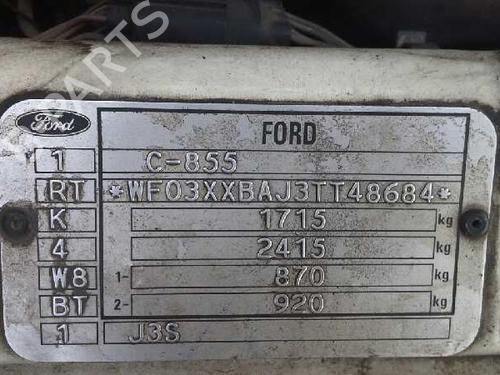 PARTS
Ford
FORD
1 C-855
RT *WF03XXBAJ3TT48684*
K 1715 kg
4 2415 kg
W8 1- 870 kg
BT 2- 920 kg
1 J3S